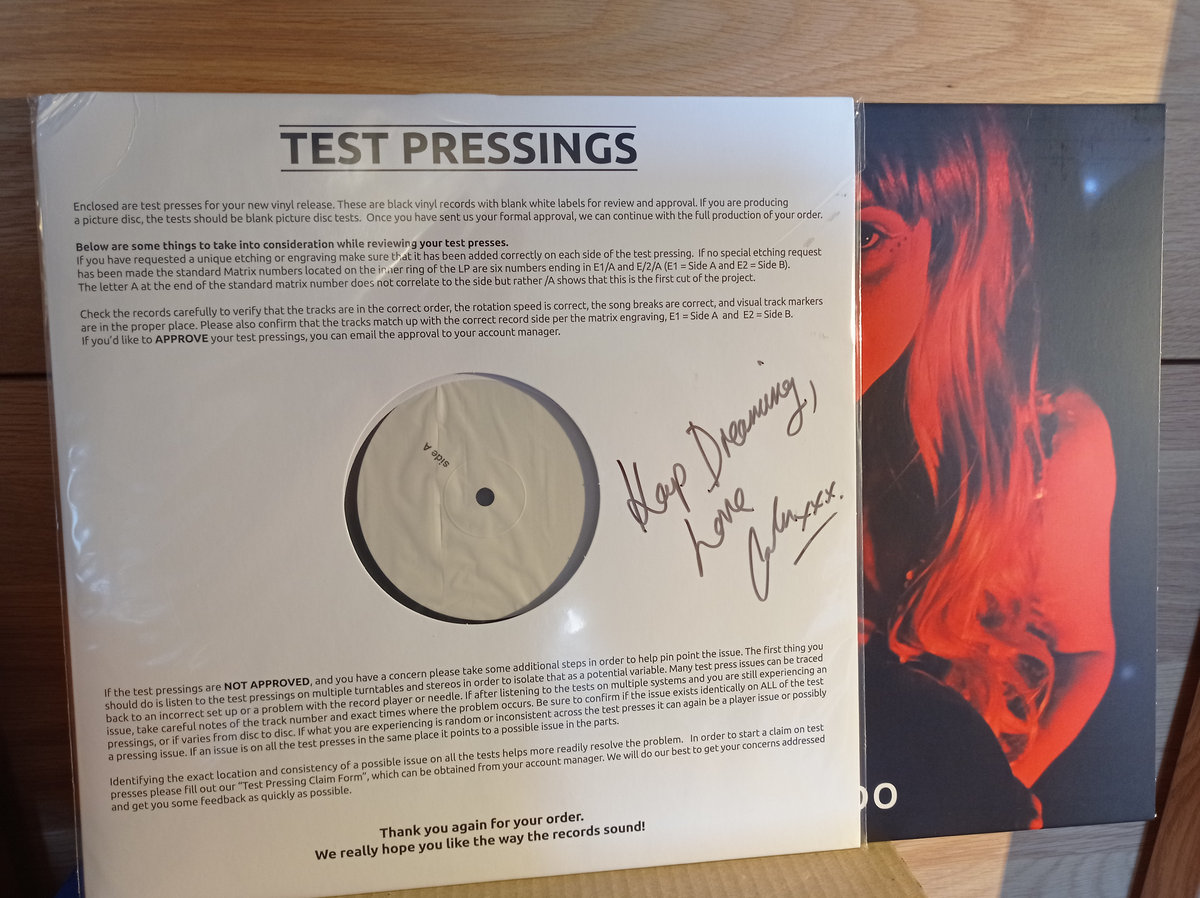 TEST PRESSINGS
Enclosed are test presses for your new vinyl release. These are black vinyl records with blank white labels for review and approval. If you are producing
a picture disc, the tests should be blank picture disc tests. Once you have sent us your formal approval, we can continue with the full production of your order.
Below are some things to take into consideration while reviewing your test presses.
If you have requested a unique etching or engraving make sure that it has been added correctly on each side of the test pressing. If no special etching request
has been made the standard Matrix numbers located on the inner ring of the LP are six numbers ending in E1/A and E/2/A (E1 = Side A and E2 = Side B).
The letter A at the end of the standard matrix number does not correlate to the side but rather /A shows that this is the first cut of the project.
Check the records carefully to verify that the tracks are in the correct order, the rotation speed is correct, the song breaks are correct, and visual track markers
are in the proper place. Please also confirm that the tracks match up with the correct record side per the matrix engraving, E1 = Side A and E2 = Side B.
If you'd like to APPROVE your test pressings, you can email the approval to your account manager.
side A
Keep Dreaming,
Love
xxx.
If the test pressings are NOT APPROVED, and you have a concern please take some additional steps in order to help pin point the issue. The first thing you
should do is listen to the test pressings on multiple turntables and stereos in order to isolate that as a potential variable. Many test press issues can be traced
back to an incorrect set up or a problem with the record player or needle. If after listening to the tests on multiple systems and you are still experiencing an
issue, take careful notes of the track number and exact times where the problem occurs. Be sure to confirm if the issue exists identically on ALL of the test
pressings, or if varies from disc to disc. If what you are experiencing is random or inconsistent across the test presses it can again be a player issue or possibly
a pressing issue. If an issue is on all the test presses in the same place it points to a possible issue in the parts.
Identifying the exact location and consistency of a possible issue on all the tests helps more readily resolve the problem. In order to start a claim on test
presses please fill out our "Test Pressing Claim Form", which can be obtained from your account manager. We will do our best to get your concerns addressed
and get you some feedback as quickly as possible.
Thank you again for your order.
We really hope you like the way the records sound!
O